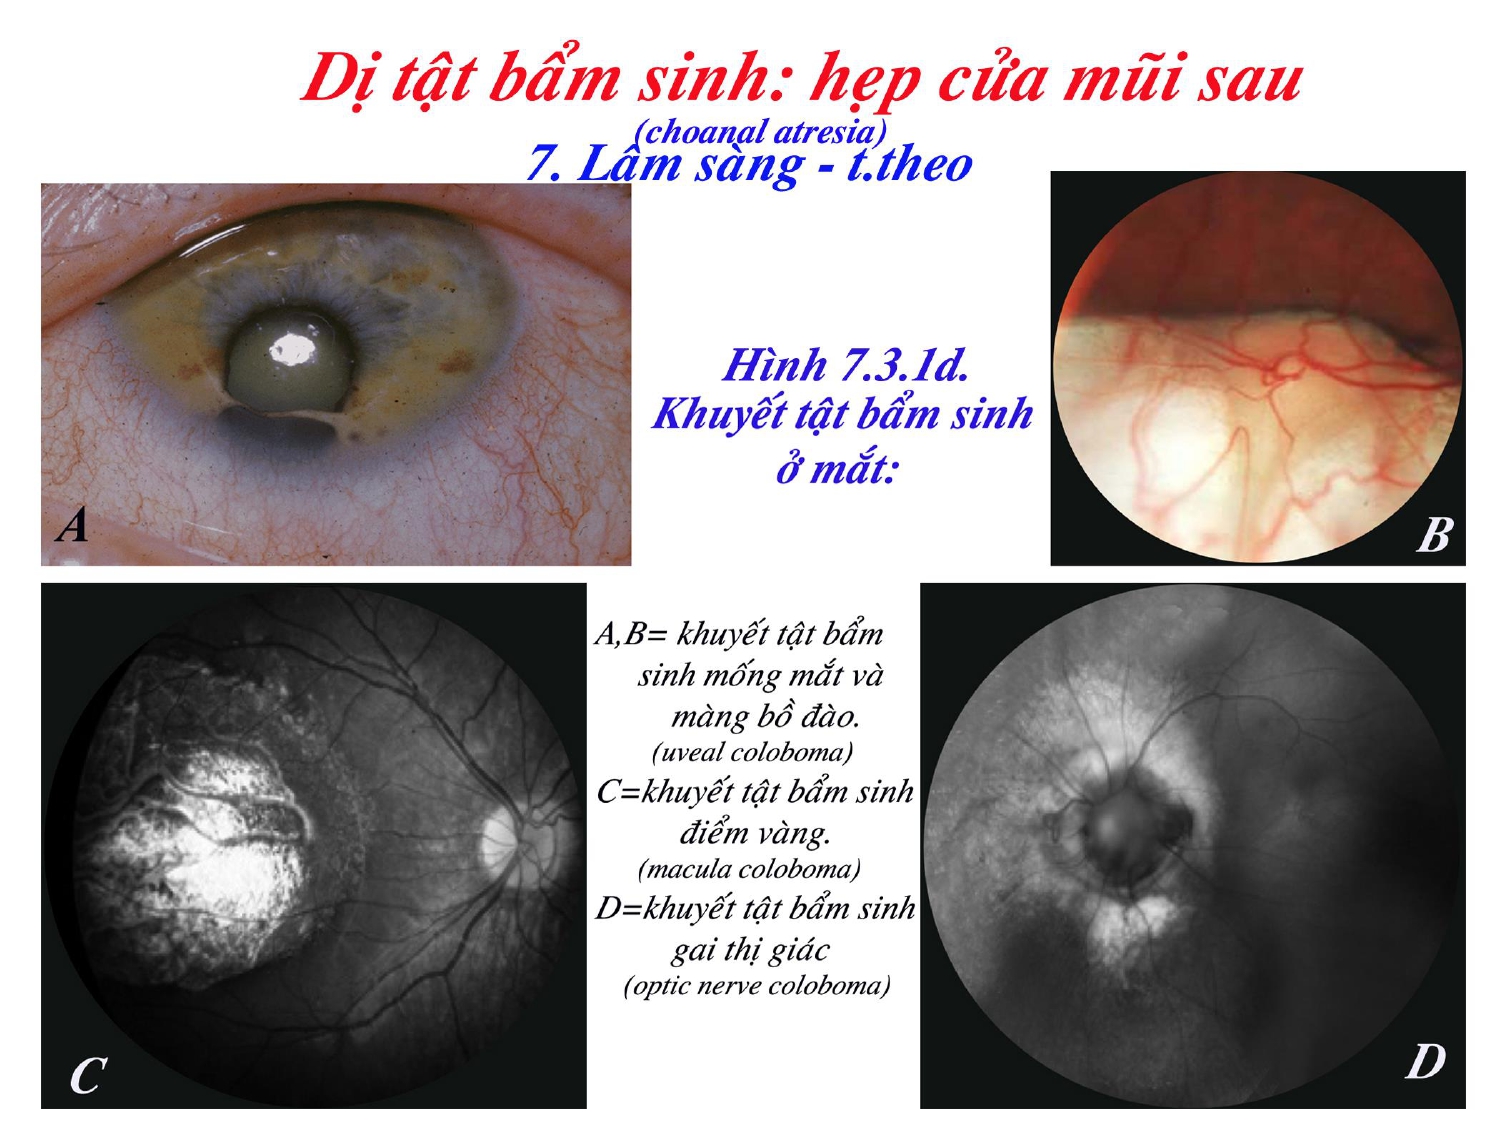 Dị tật bẩm sinh: hẹp cửa mũi sau
(choanal atresia)
7. Lâm sàng - t.theo
A
B
Hình 7.3.1d.
Khuyết tật bẩm sinh
ở mắt:
A,B= khuyết tật bẩm
sinh mống mắt và
màng bồ đào.
(uveal coloboma)
C=khuyết tật bẩm sinh
điểm vàng.
(macula coloboma)
D=khuyết tật bẩm sinh
gai thị giác
(optic nerve coloboma)
C
D